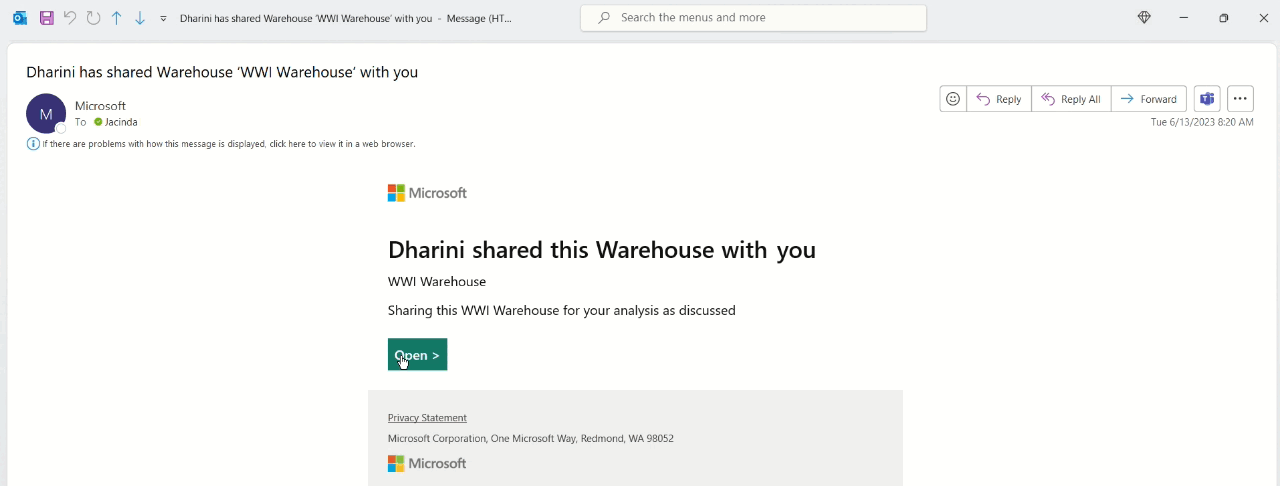 Dharini has shared Warehouse 'WWI Warehouse' with you - Message (HT...
Search the menus and more
Dharini has shared Warehouse 'WWI Warehouse' with you
M
Microsoft
To Jacinda
Reply
Reply All
Forward
Tue 6/13/2023 8:20 AM
If there are problems with how this message is displayed, click here to view it in a web browser.
Microsoft
Dharini shared this Warehouse with you
WWI Warehouse
Sharing this WWI Warehouse for your analysis as discussed
Open >
Privacy Statement
Microsoft Corporation, One Microsoft Way, Redmond, WA 98052
Microsoft